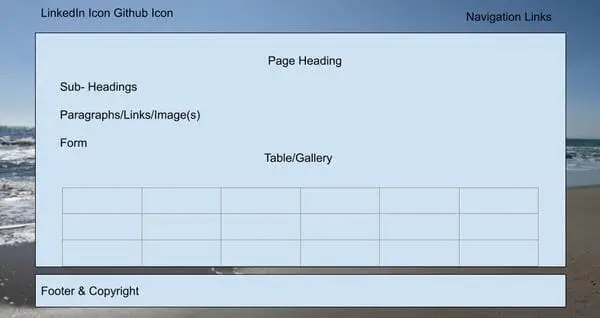 LinkedIn Icon Github Icon
Navigation Links
Page Heading
Sub- Headings
Paragraphs/Links/Image(s)
Form
Table/Gallery
Footer & Copyright